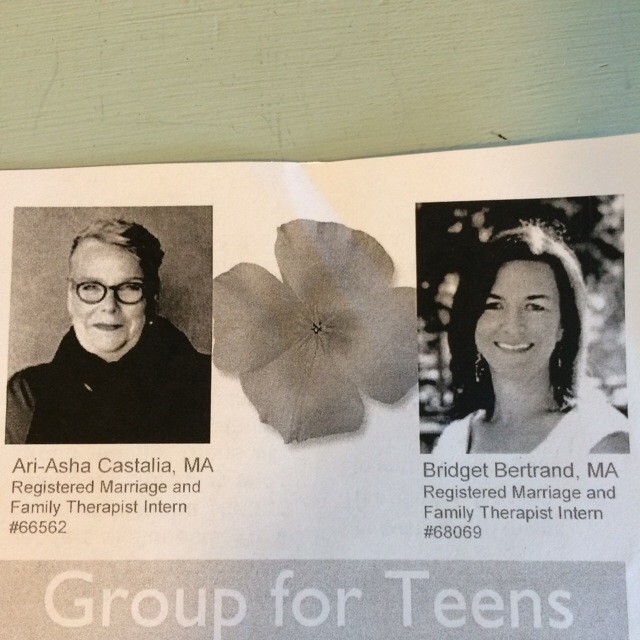 Ari-Asha Castalia, MA
Registered Marriage and
Family Therapist Intern
#66562
Bridget Bertrand, MA
Registered Marriage and
Family Therapist Intern
#68069
Group for Teens